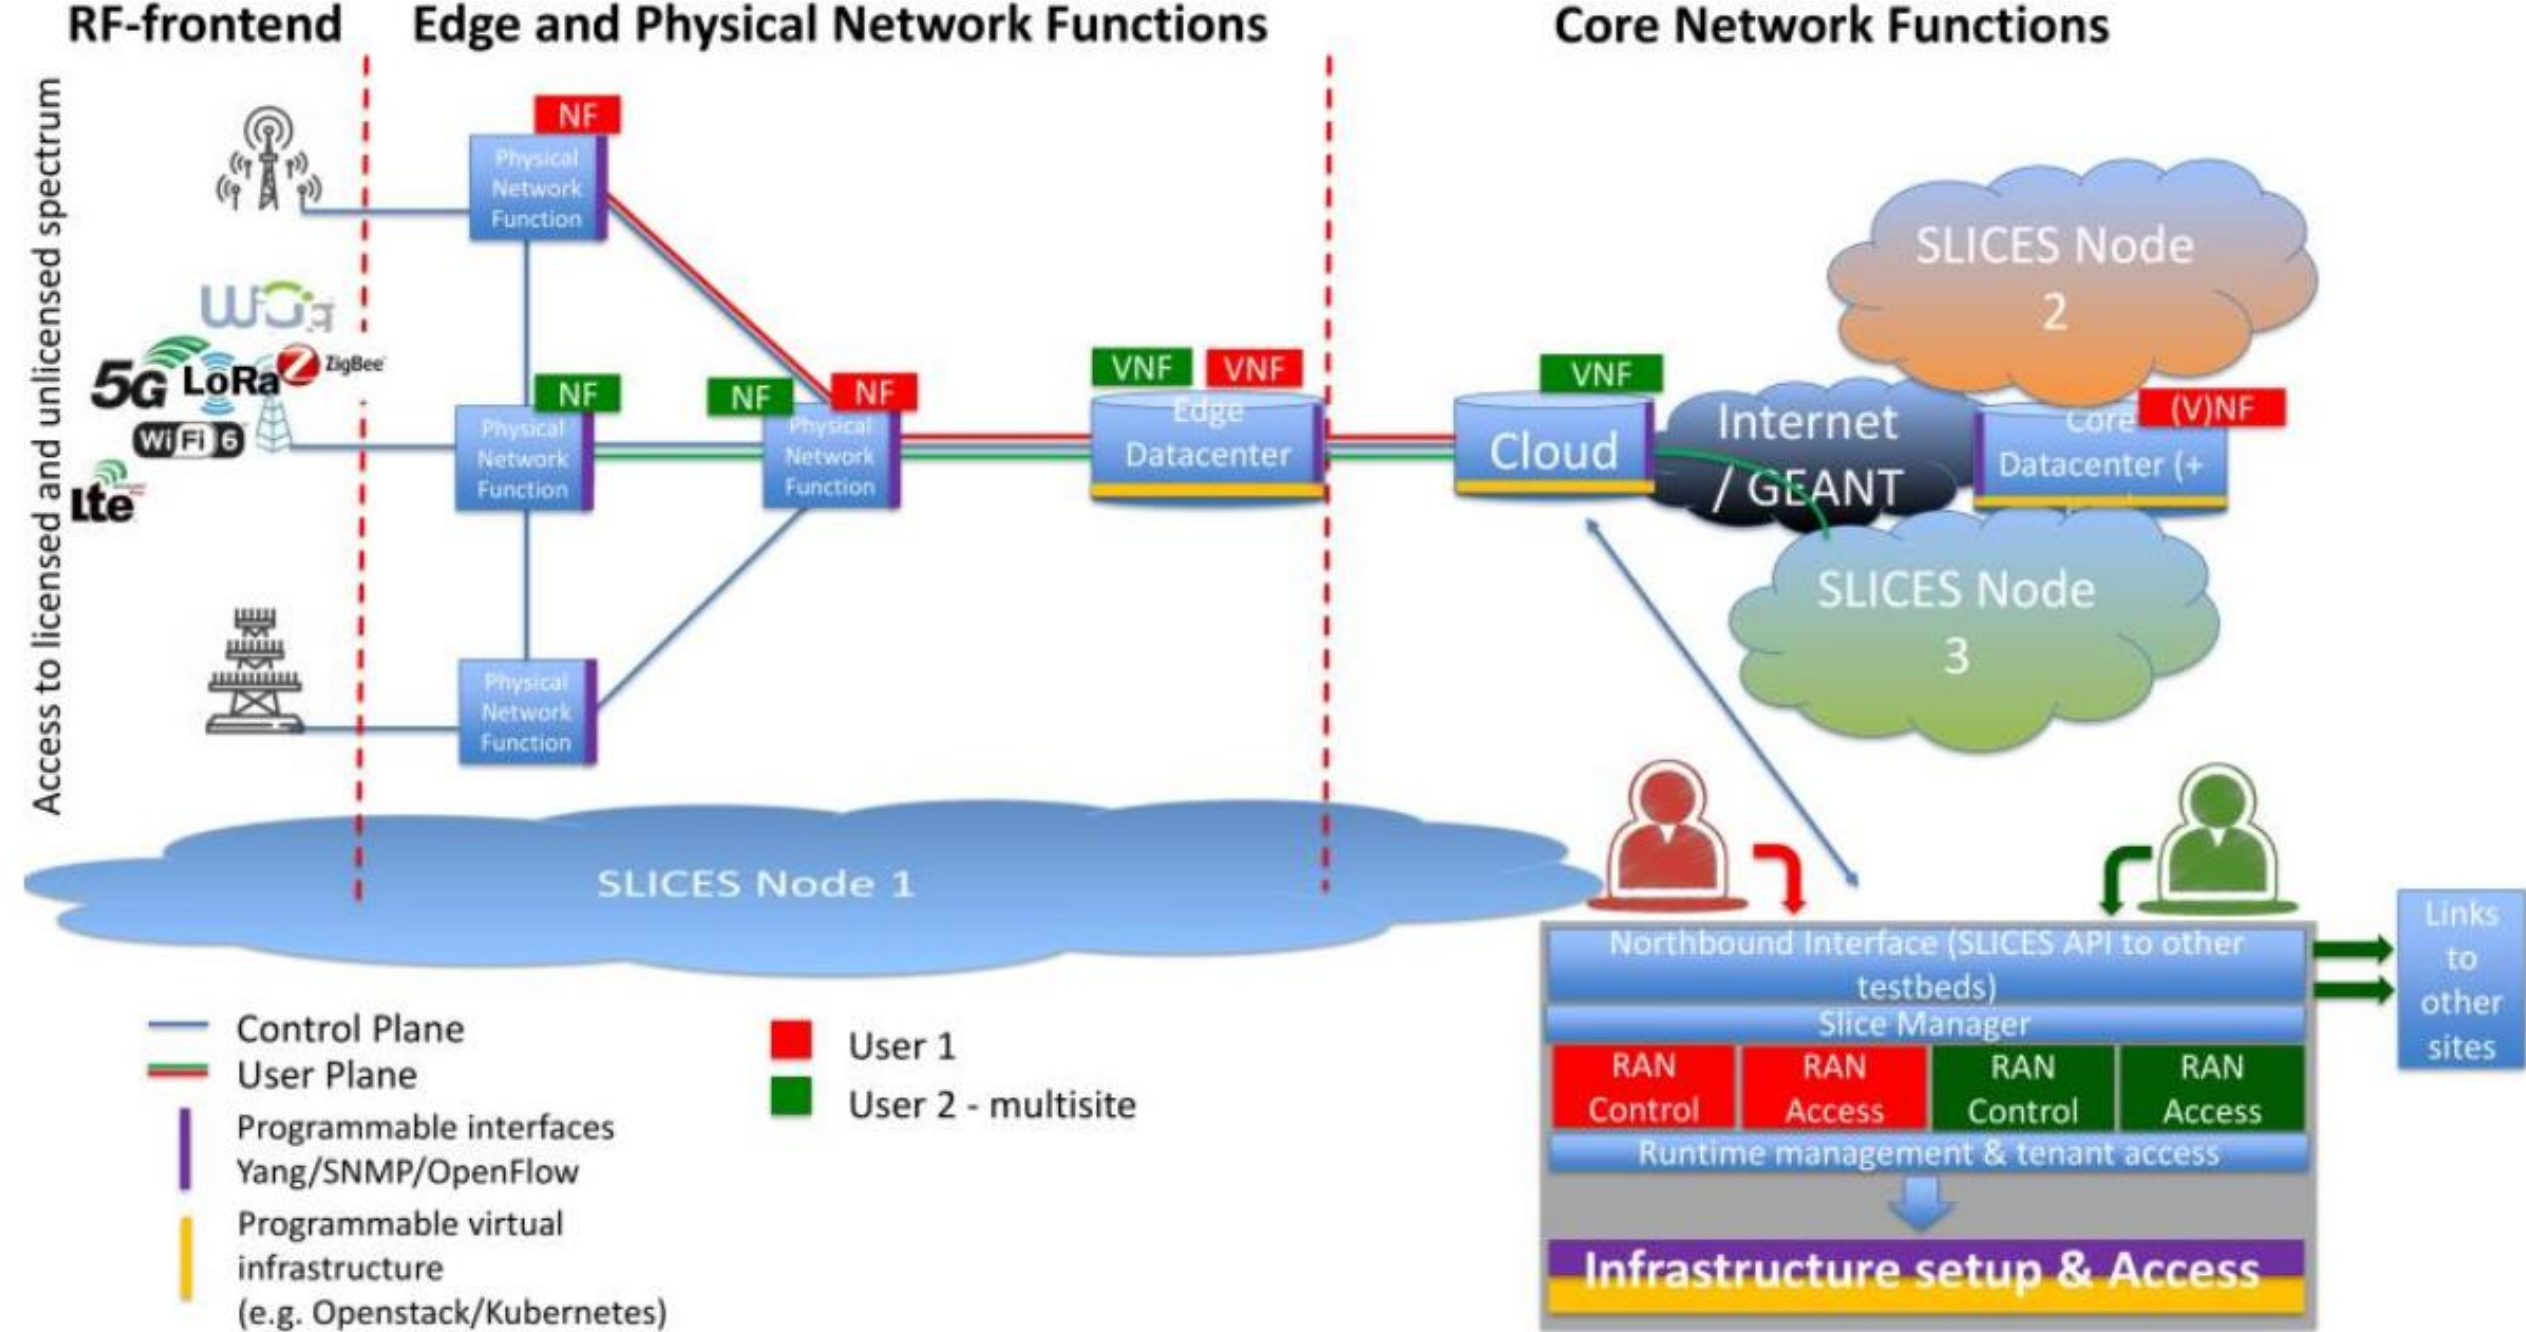 RF-frontend
Edge and Physical Network Functions
Core Network Functions
Access to licensed and unlicensed spectrum
NF
Physical
Network
Function
5G
LoRa
ZigBee
WiFi 6
Lte
NF
Physical
Network
Function
NF
NF
Physical
Network
Function
VNF
VNF
Edge
Datacenter
VNF
Cloud
Internet
/ GEANT
SLICES Node
2
(V)NF
Core
Datacenter (+
SLICES Node
3
Physical
Network
Function
SLICES Node 1
Control Plane
User Plane
Programmable interfaces
Yang/SNMP/OpenFlow
Programmable virtual
infrastructure
(e.g. Openstack/Kubernetes)
User 1
User 2 - multisite
Northbound Interface (SLICES API to other
testbeds)
Slice Manager
RAN
Control
RAN
Access
RAN
Control
RAN
Access
Runtime management & tenant access
Infrastructure setup & Access
Links
to
other
sites